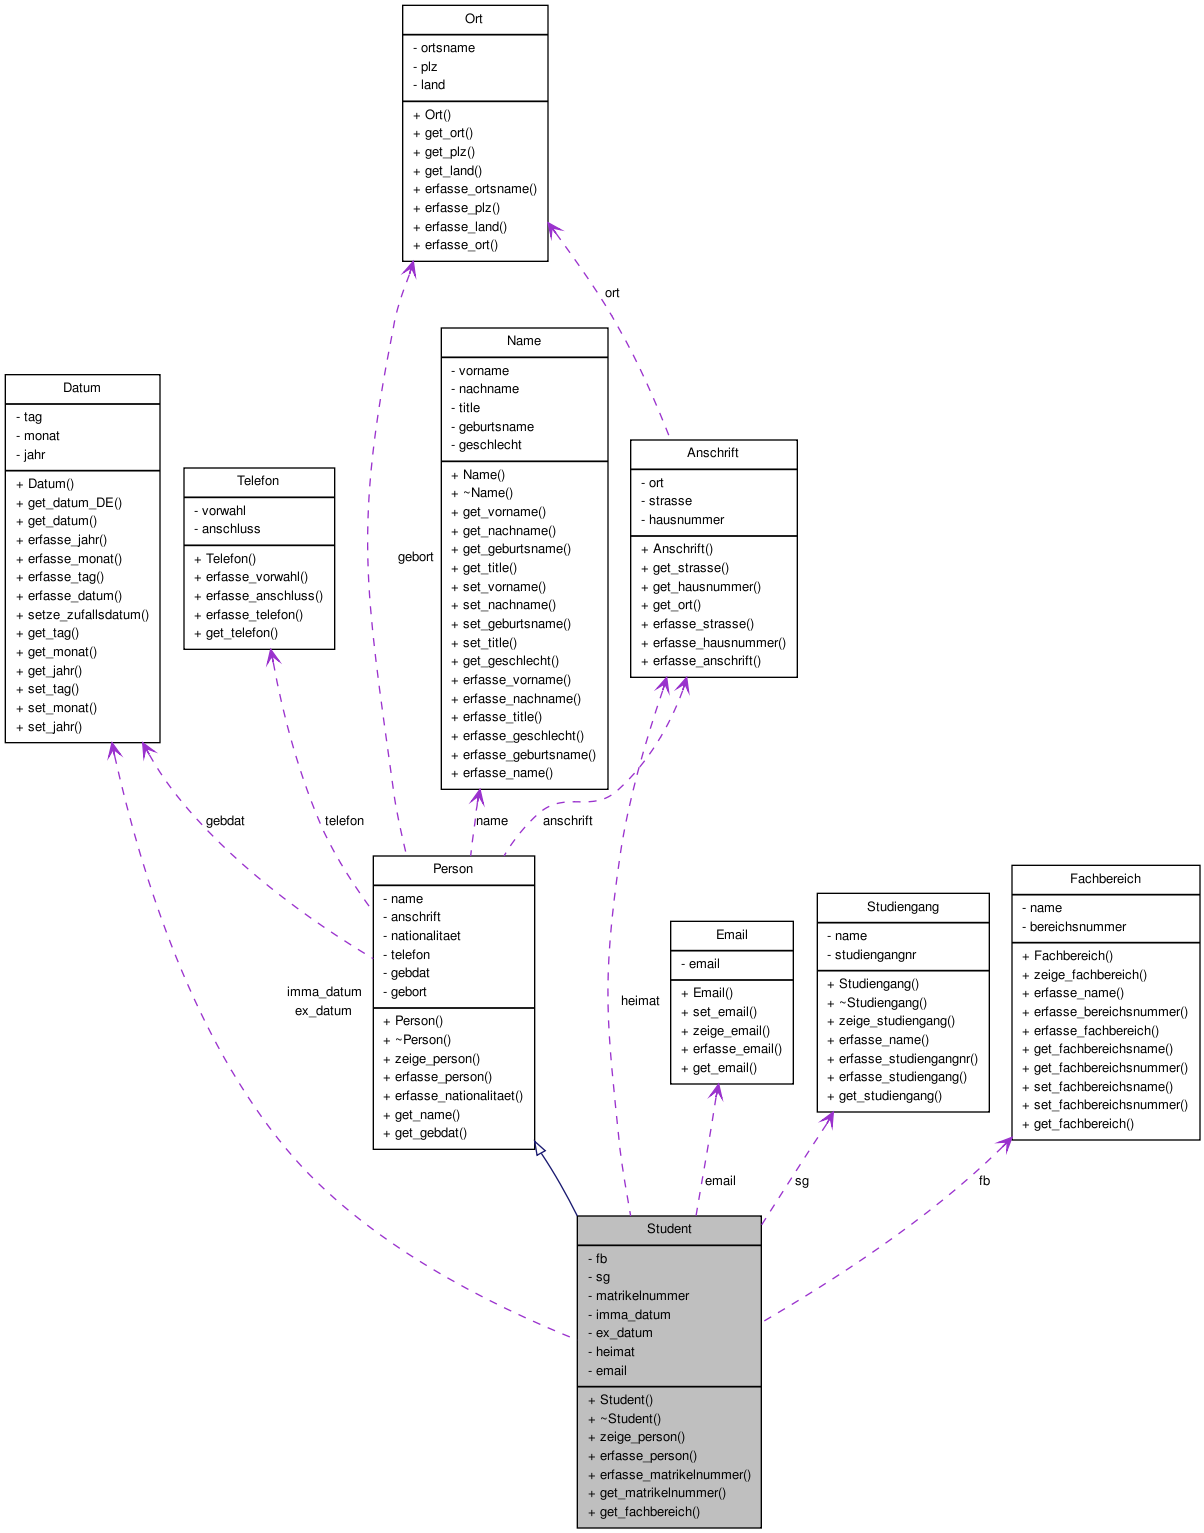 Ort
- ortsname
- plz
- land
+ Ort()
+ get_ort()
+ get_plz()
+ get_land()
+ erfasse_ortsname()
+ erfasse_plz()
+ erfasse_land()
+ erfasse_ort()
ort
Name
- vorname
- nachname
- title
- geburtsname
- geschlecht
+ Name()
+ ~Name()
+ get_vorname()
+ get_nachname()
+ get_geburtsname()
+ get_title()
+ set_vorname()
+ set_nachname()
+ set_geburtsname()
+ set_title()
+ get_geschlecht()
+ erfasse_vorname()
+ erfasse_nachname()
+ erfasse_title()
+ erfasse_geschlecht()
+ erfasse_geburtsname()
+ erfasse_name()
Datum
- tag
- monat
- jahr
+ Datum()
+ get_datum_DE()
+ get_datum()
+ erfasse_jahr()
+ erfasse_monat()
+ erfasse_tag()
+ erfasse_datum()
+ setze_zufallsdatum()
+ get_tag()
+ get_monat()
+ get_jahr()
+ set_tag()
+ set_monat()
+ set_jahr()
Telefon
- vorwahl
- anschluss
+ Telefon()
+ erfasse_vorwahl()
+ erfasse_anschluss()
+ erfasse_telefon()
+ get_telefon()
Anschrift
- ort
- strasse
- hausnummer
+ Anschrift()
+ get_strasse()
+ get_hausnummer()
+ get_ort()
+ erfasse_strasse()
+ erfasse_hausnummer()
+ erfasse_anschrift()
gebort
gebdat
telefon
name
anschrift
Person
- name
- anschrift
- nationalitaet
- telefon
- gebdat
- gebort
+ Person()
+ ~Person()
+ zeige_person()
+ erfasse_person()
+ erfasse_nationalitaet()
+ get_name()
+ get_gebdat()
imma_datum
ex_datum
heimat
Email
- email
+ Email()
+ set_email()
+ zeige_email()
+ erfasse_email()
+ get_email()
Studiengang
- name
- studiengangnr
+ Studiengang()
+ ~Studiengang()
+ zeige_studiengang()
+ erfasse_name()
+ erfasse_studiengangnr()
+ erfasse_studiengang()
+ get_studiengang()
Fachbereich
- name
- bereichsnummer
+ Fachbereich()
+ zeige_fachbereich()
+ erfasse_name()
+ erfasse_bereichsnummer()
+ erfasse_fachbereich()
+ get_fachbereichsname()
+ get_fachbereichsnummer()
+ set_fachbereichsname()
+ set_fachbereichsnummer()
+ get_fachbereich()
email
sg
fb
Student
- fb
- sg
- matrikelnummer
- imma_datum
- ex_datum
- heimat
- email
+ Student()
+ ~Student()
+ zeige_person()
+ erfasse_person()
+ erfasse_matrikelnummer()
+ get_matrikelnummer()
+ get_fachbereich()